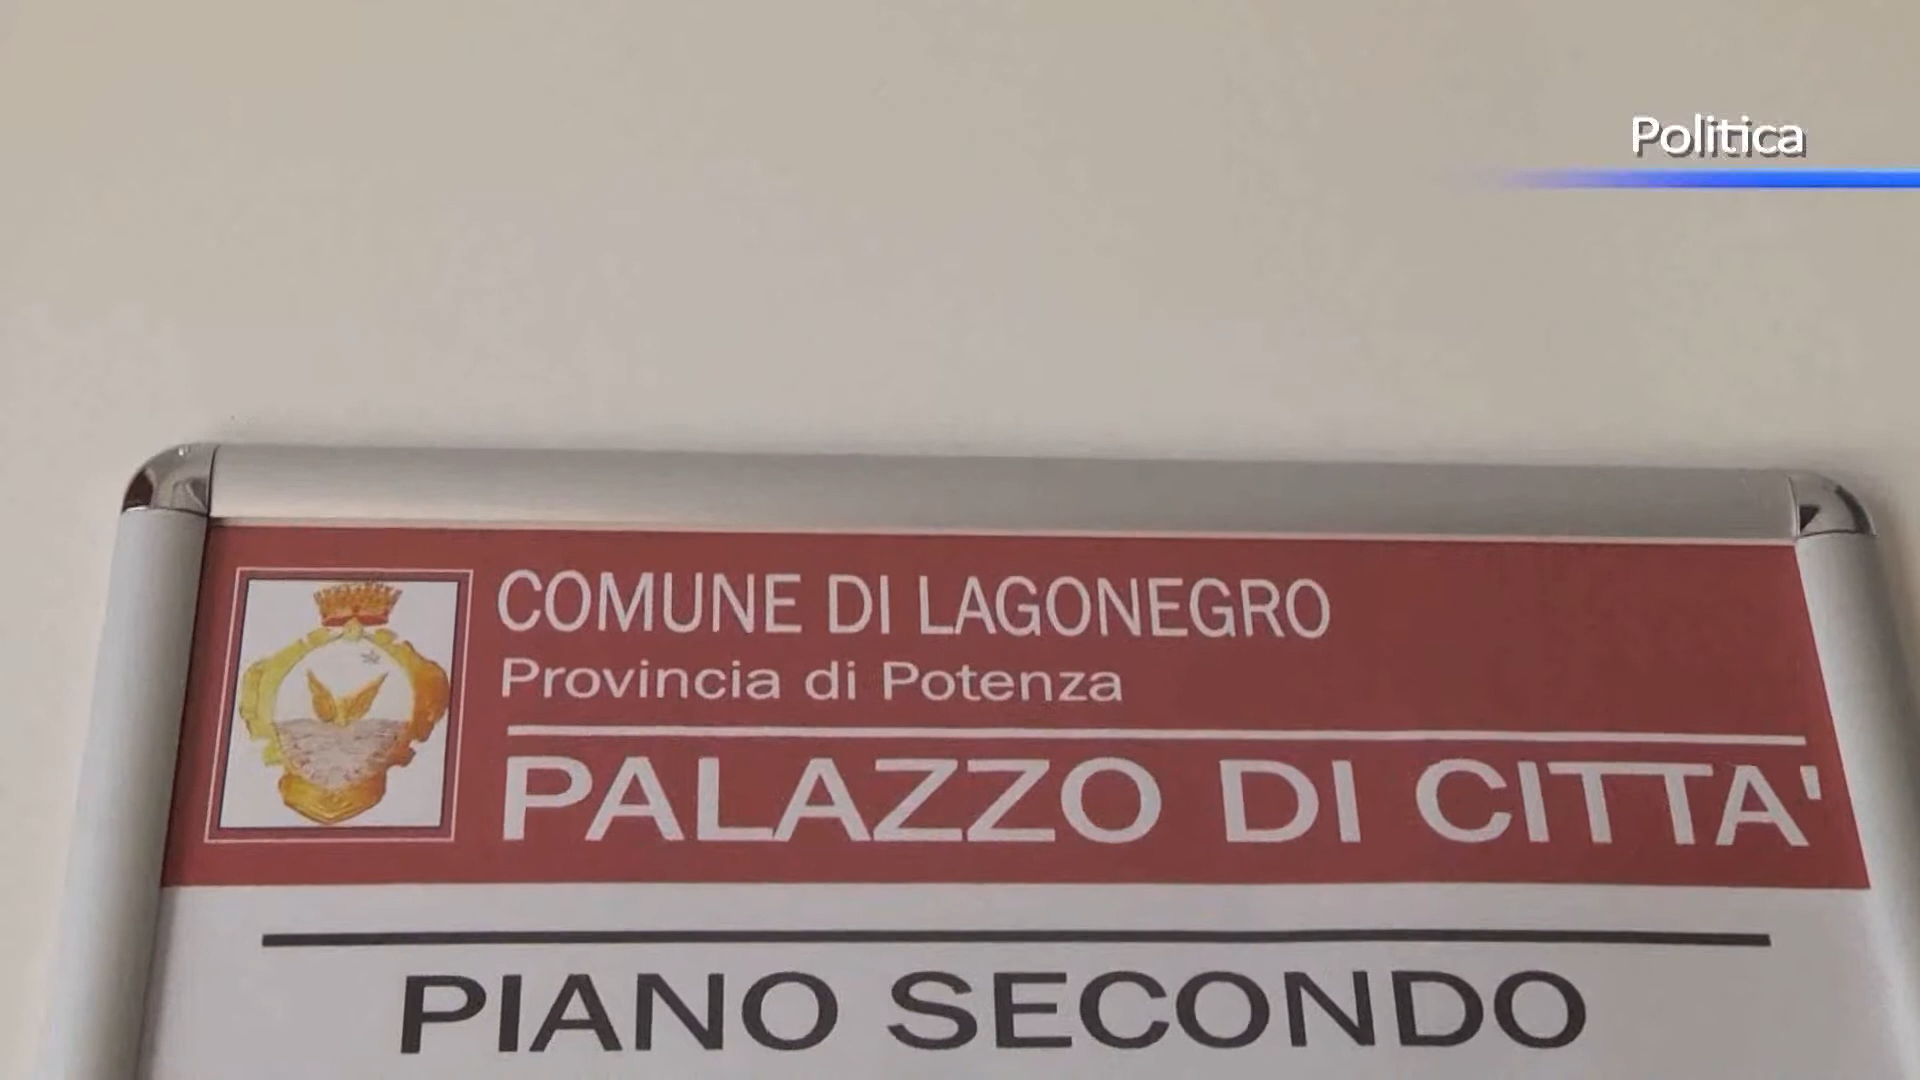 Politica
COMUNE DI LAGONEGRO
Provincia di Potenza
PALAZZO DI CITTA'
PIANO SECONDO